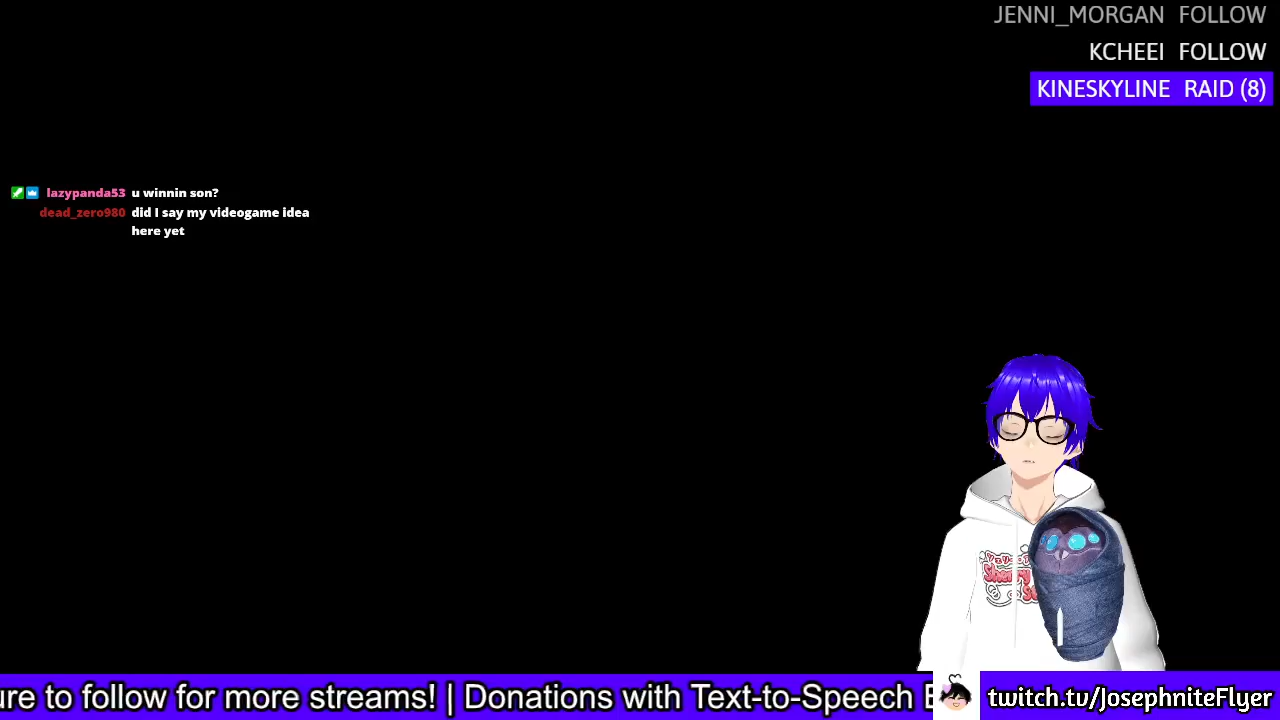 JENNI_MORGAN FOLLOW
KCHEEI FOLLOW
KINESKYLINE RAID (8)
lazypanda53 u winnin son?
dead_zero980 did I say my videogame idea
here yet
ure to follow for more streams! | Donations with Text-to-Speech E
twitch.tv/JosephniteFlyer